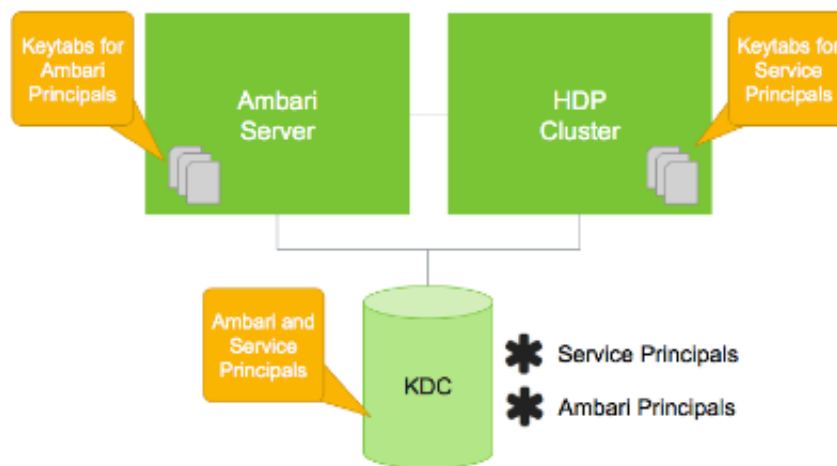 Keytabs for
Ambari
Principals
Ambari
Server
HDP
Cluster
Keytabs for
Service
Principals
Ambari and
Service
Principals
KDC
Service Principals
Ambari Principals